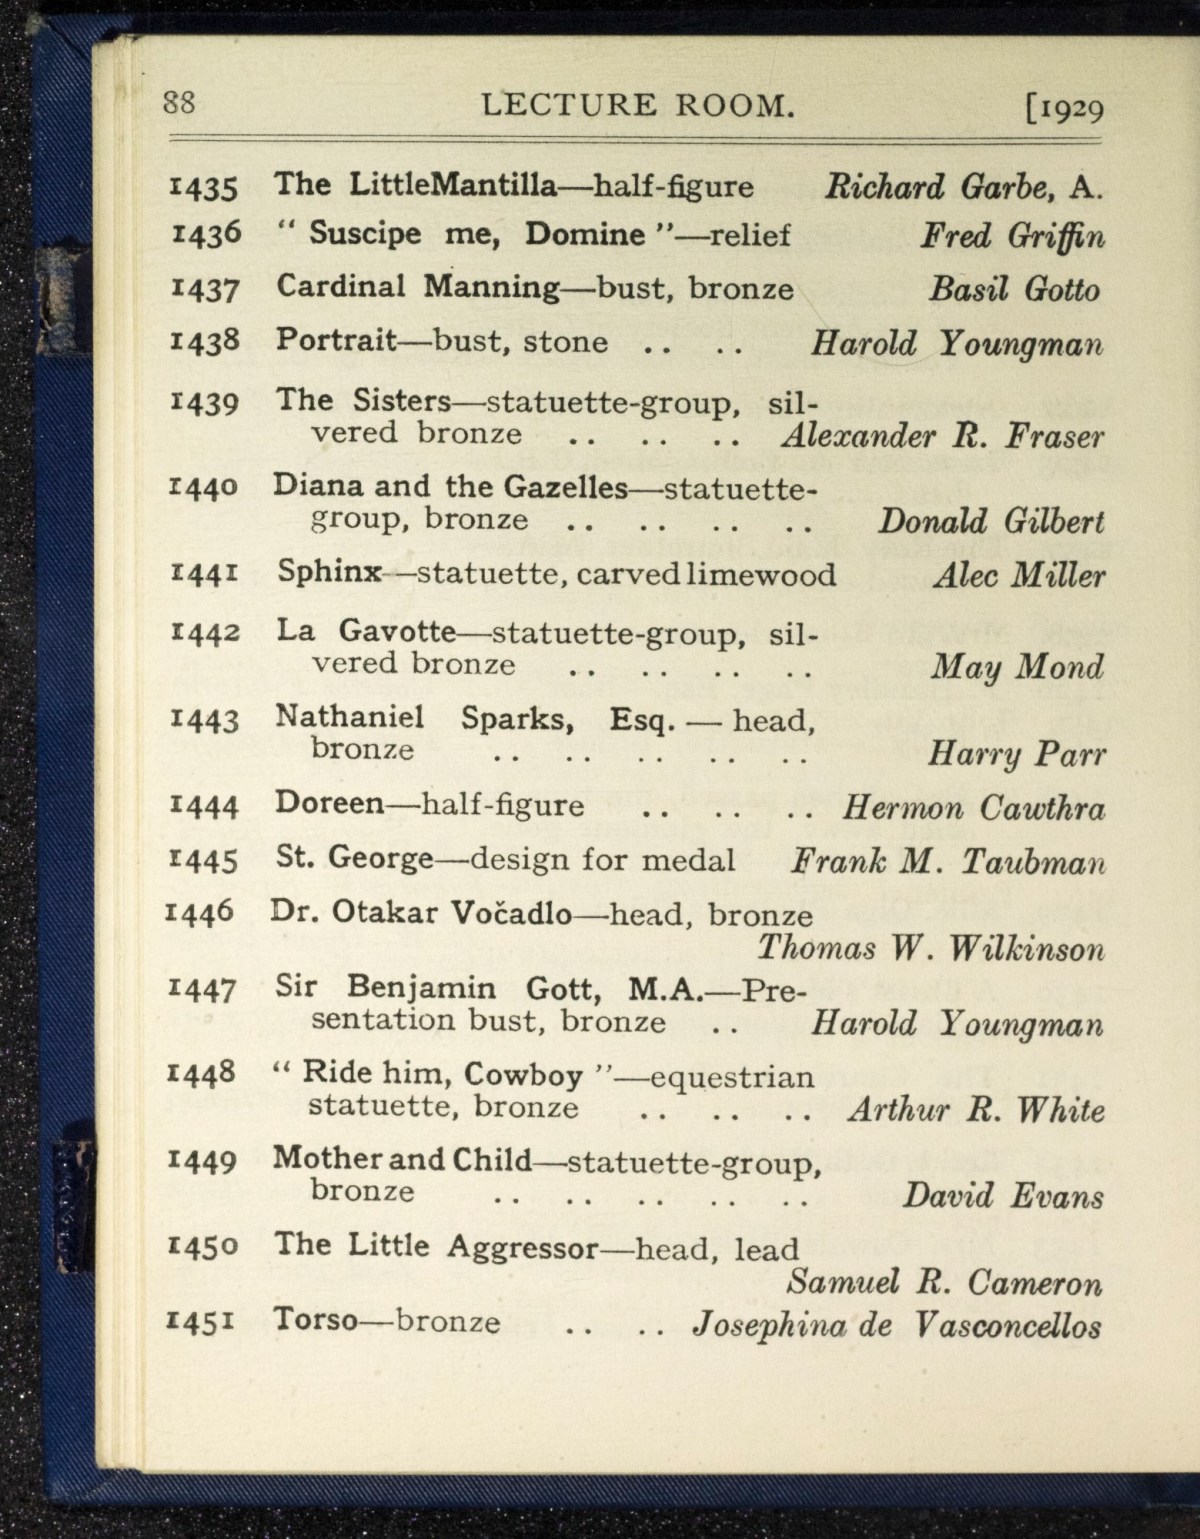 88 LECTURE ROOM. [1929
1435 The LittleMantilla—half-figure Richard Garbe, A.
1436 “ Suscipe me, Domine ”—relief Fred Griffin
1437 Cardinal Manning—bust, bronze Basil Gotto
1438 Portrait—bust, stone .. .. Harold Youngman
1439 The Sisters—statuette-group, sil-
vered bronze .. .. .. Alexander R. Fraser
1440 Diana and the Gazelles—statuette-
group, bronze .. .. .. .. Donald Gilbert
1441 Sphinx—statuette, carved limewood Alec Miller
1442 La Gavotte—statuette-group, sil-
vered bronze .. .. .. .. May Mond
1443 Nathaniel Sparks, Esq. — head,
bronze .. .. .. .. .. Harry Parr
1444 Doreen—half-figure .. .. .. Hermon Cawthra
1445 St. George—design for medal Frank M. Taubman
1446 Dr. Otakar Vočadlo—head, bronze
Thomas W. Wilkinson
1447 Sir Benjamin Gott, M.A.—Pre-
sentation bust, bronze .. Harold Youngman
1448 “ Ride him, Cowboy ”—equestrian
statuette, bronze .. .. .. Arthur R. White
1449 Mother and Child—statuette-group,
bronze .. .. .. .. .. David Evans
1450 The Little Aggressor—head, lead
Samuel R. Cameron
1451 Torso—bronze .. .. Josephina de Vasconcellos